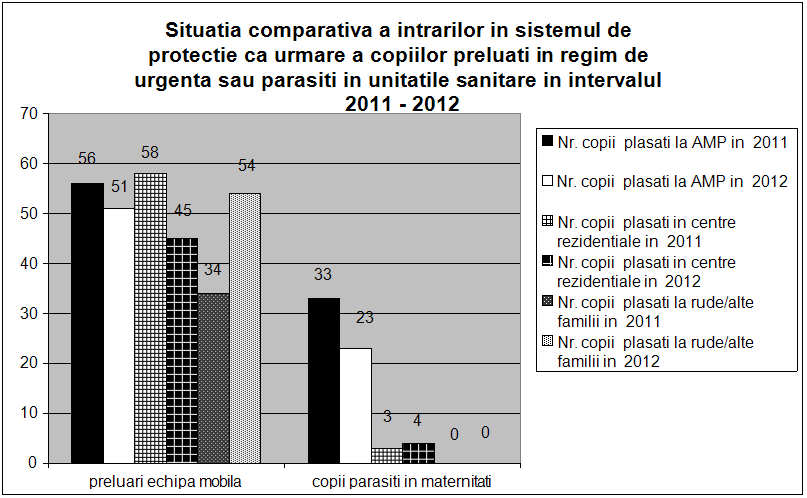 Situatia comparativa a intrarilor in sistemul de
protectie ca urmare a copiilor preluati in regim de
urgenta sau parasiti in unitatile sanitare in intervalul
2011 - 2012
70
60
50
40
30
20
10
0
56
51
58
45
34
54
33
23
3
4
0
0
preluari echipa mobila
copii parasiti in maternitati
Nr. copii plasati la AMP in 2011
Nr. copii plasati la AMP in 2012
Nr. copii plasati in centre
rezidentiale in 2011
Nr. copii plasati in centre
rezidentiale in 2012
Nr. copii plasati la rude/alte
familii in 2011
Nr. copii plasati la rude/alte
familii in 2012